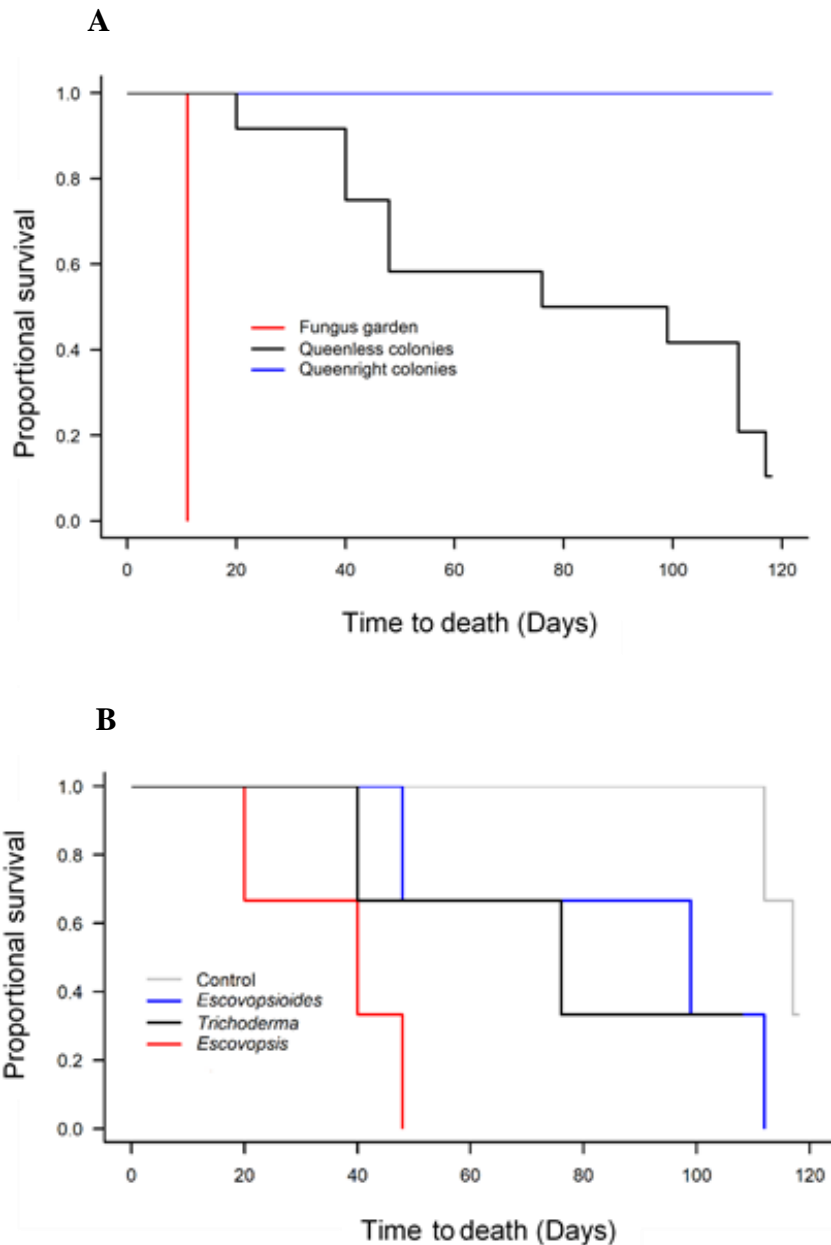 A
1.0
0.8
0.6
0.4
0.2
0.0
Proportional survival
Fungus garden
Queenless colonies
Queenright colonies
0 20 40 60 80 100 120
Time to death (Days)
B
1.0
0.8
0.6
0.4
0.2
0.0
Proportional survival
Control
Escovopsioides
Trichoderma
Escovopsis
0 20 40 60 80 100 120
Time to death (Days)